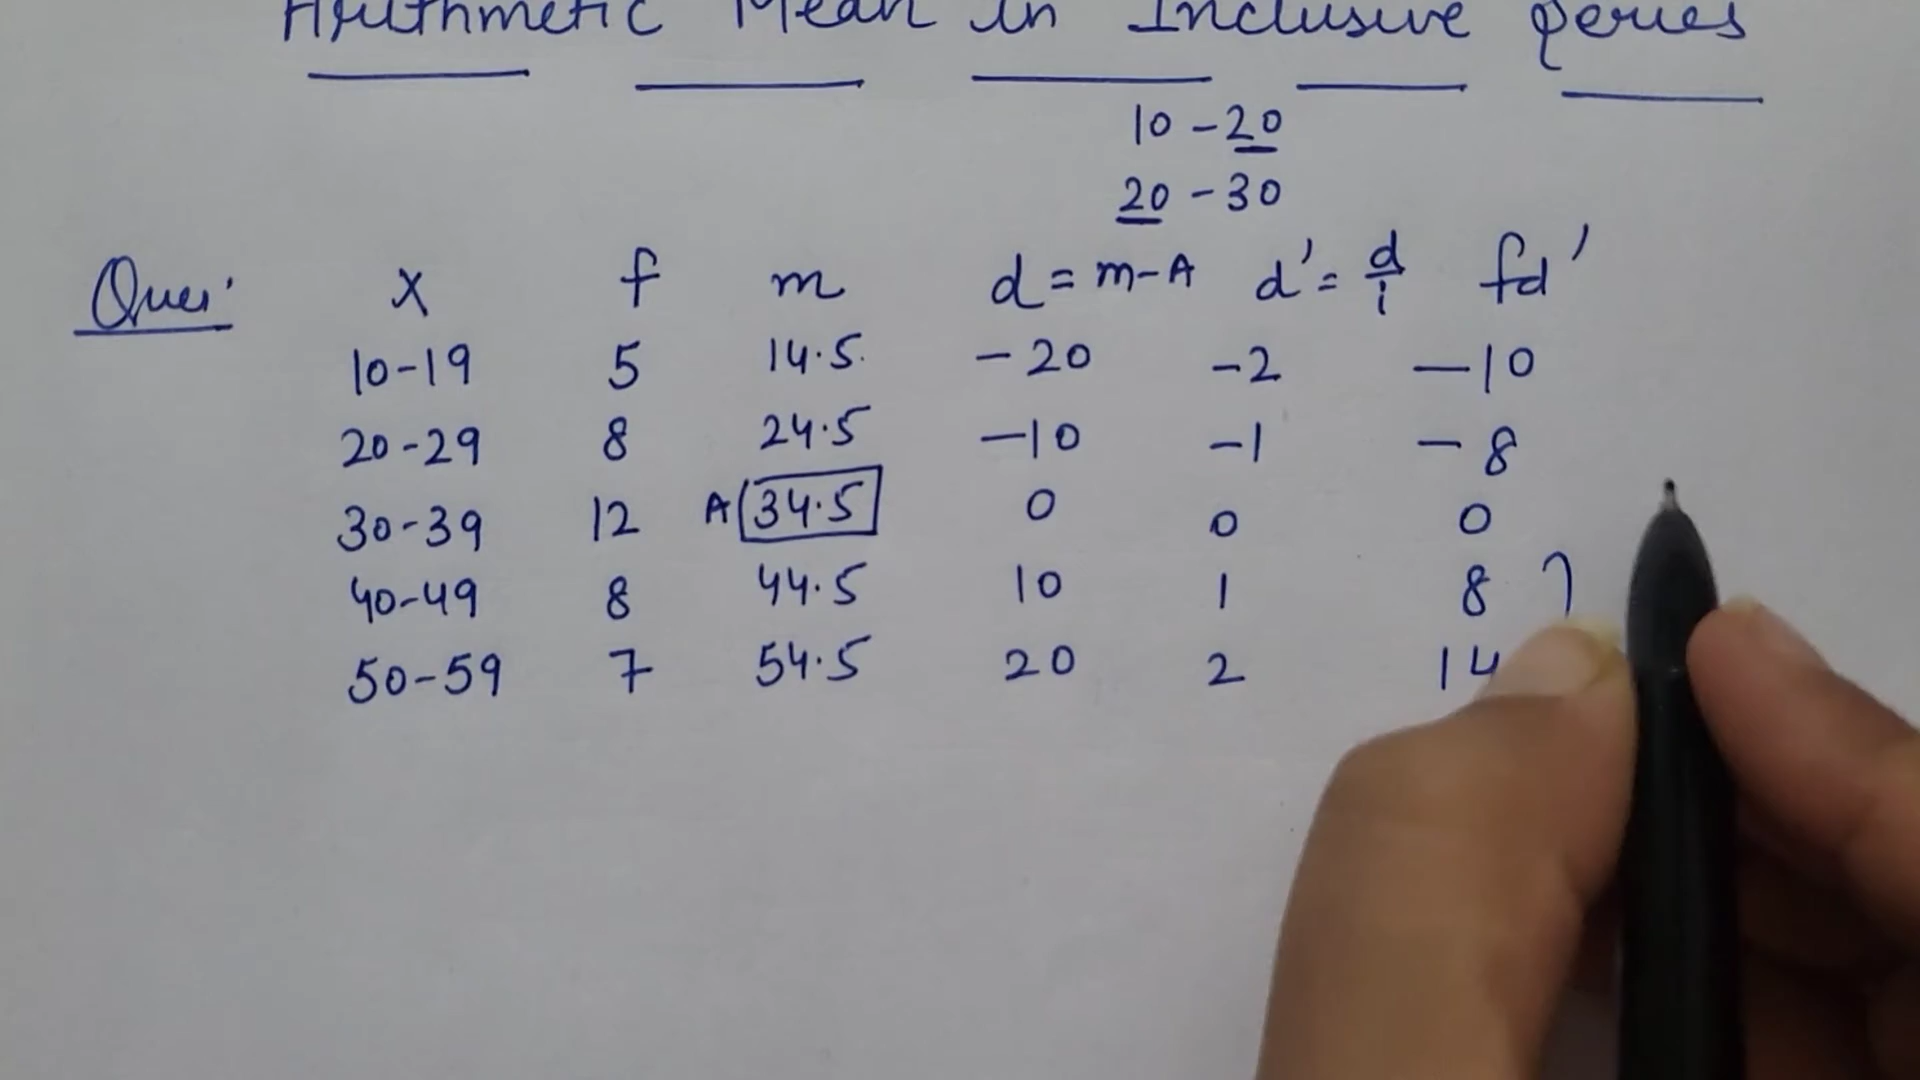 Arithmetic Mean in Inclusive Series
10 - 20
20 - 30
Ques: X f m d = m - A d' = d/i fd'
10-19 5 14.5 -20 -2 -10
20-29 8 24.5 -10 -1 -8
30-39 12 A 34.5 0 0 0
40-49 8 44.5 10 1 8
50-59 7 54.5 20 2 14